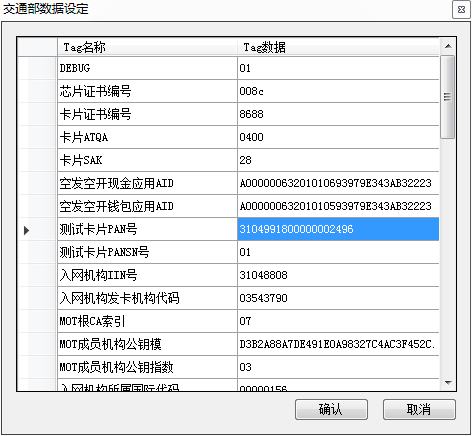 交通部数据设定
Tag名称 Tag数据
DEBUG 01
芯片证书编号 008c
卡片证书编号 8688
卡片ATQA 0400
卡片SAK 28
空发空开现金应用AID A00000063201010693979E343AB32223
空发空开钱包应用AID A00000063201010593979E343AB32223
测试卡片PAN号 3104991800000002496
测试卡片PANSN号 01
入网机构IIN号 31048808
入网机构发卡机构代码 03543790
MOT根CA索引 07
MOT成员机构公钥模 D3B2A88A7DE491E0A98327C4AC3F452C.
MOT成员机构公钥指数 03
入网机构所属国际代码 00000156
确认 取消